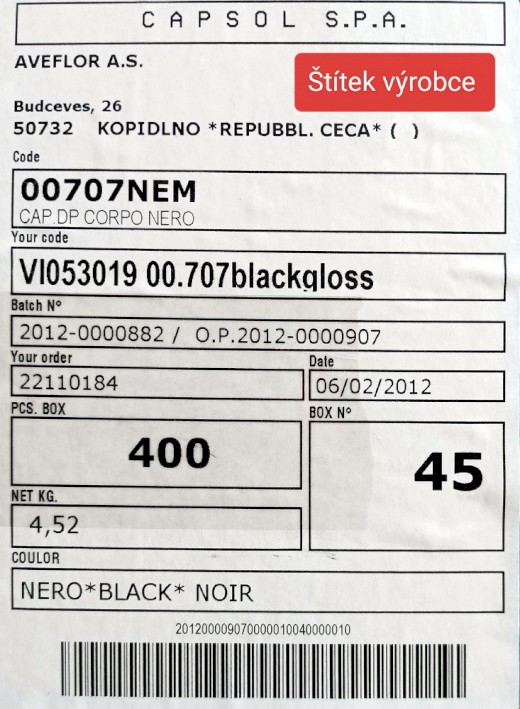 CAPSOL S.P.A.
AVEFLOR A.S.
Štítek výrobce
Budceves, 26
50732 KOPIDLNO *REPUBBL. CECA* ( )
Code
00707NEM
CAP.DP CORPO NERO
Your code
VI053019 00.707blackgloss
Batch N°
2012-0000882 / O.P.2012-0000907
Your order
22110184
Date
06/02/2012
PCS. BOX
400
BOX N°
45
NET KG.
4,52
COULOR
NERO*BLACK* NOIR
201200009070000010040000010